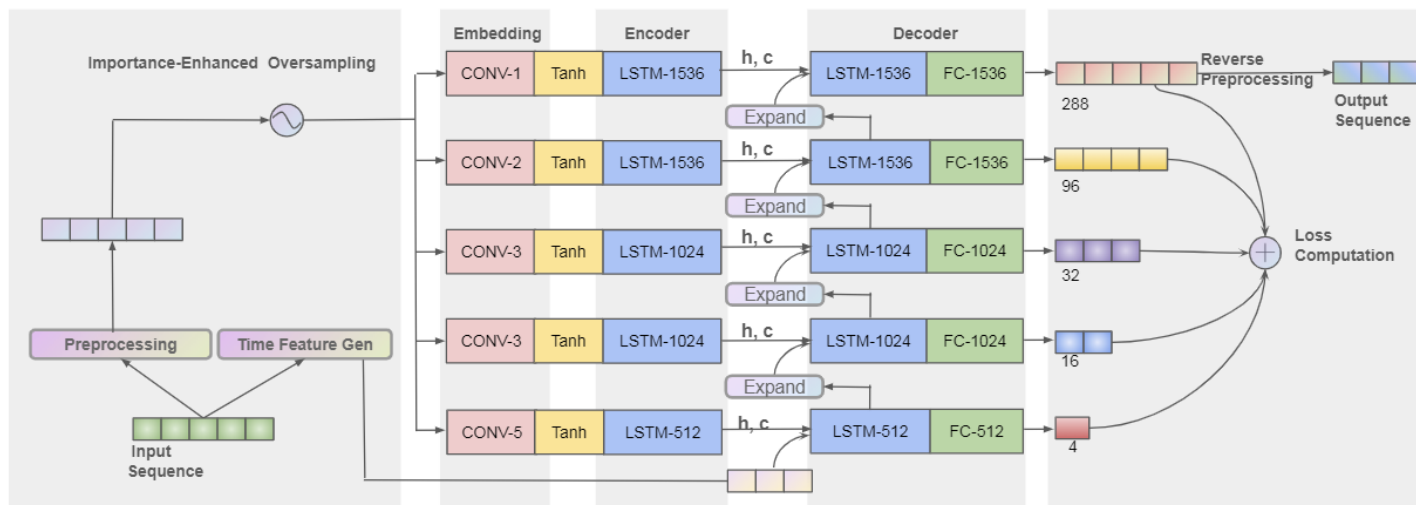 Embedding
Encoder
Decoder
Importance-Enhanced Oversampling
CONV-1 Tanh LSTM-1536 h, c LSTM-1536 FC-1536
Reverse
Preprocessing
288
Output
Sequence
Expand
CONV-2 Tanh LSTM-1536 h, c LSTM-1536 FC-1536
96
Expand
CONV-3 Tanh LSTM-1024 h, c LSTM-1024 FC-1024
32
Loss
Computation
Expand
Preprocessing
Time Feature Gen
CONV-3 Tanh LSTM-1024 h, c LSTM-1024 FC-1024
16
Expand
CONV-5 Tanh LSTM-512 h, c LSTM-512 FC-512
4
Input
Sequence